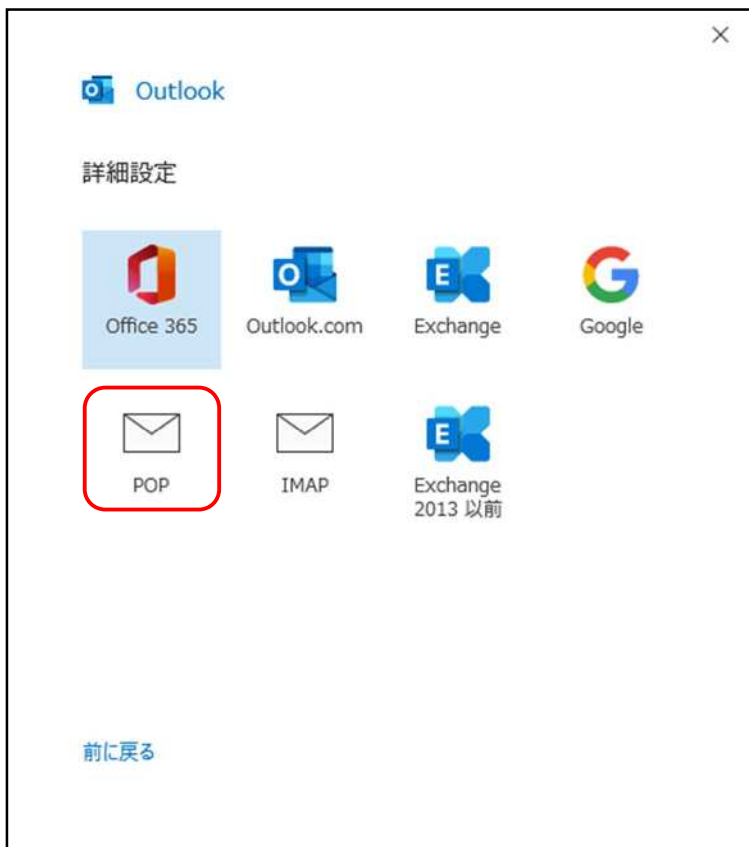 Outlook
詳細設定
Office 365
Outlook.com
Exchange
Google
POP
IMAP
Exchange
2013 以前
前に戻る